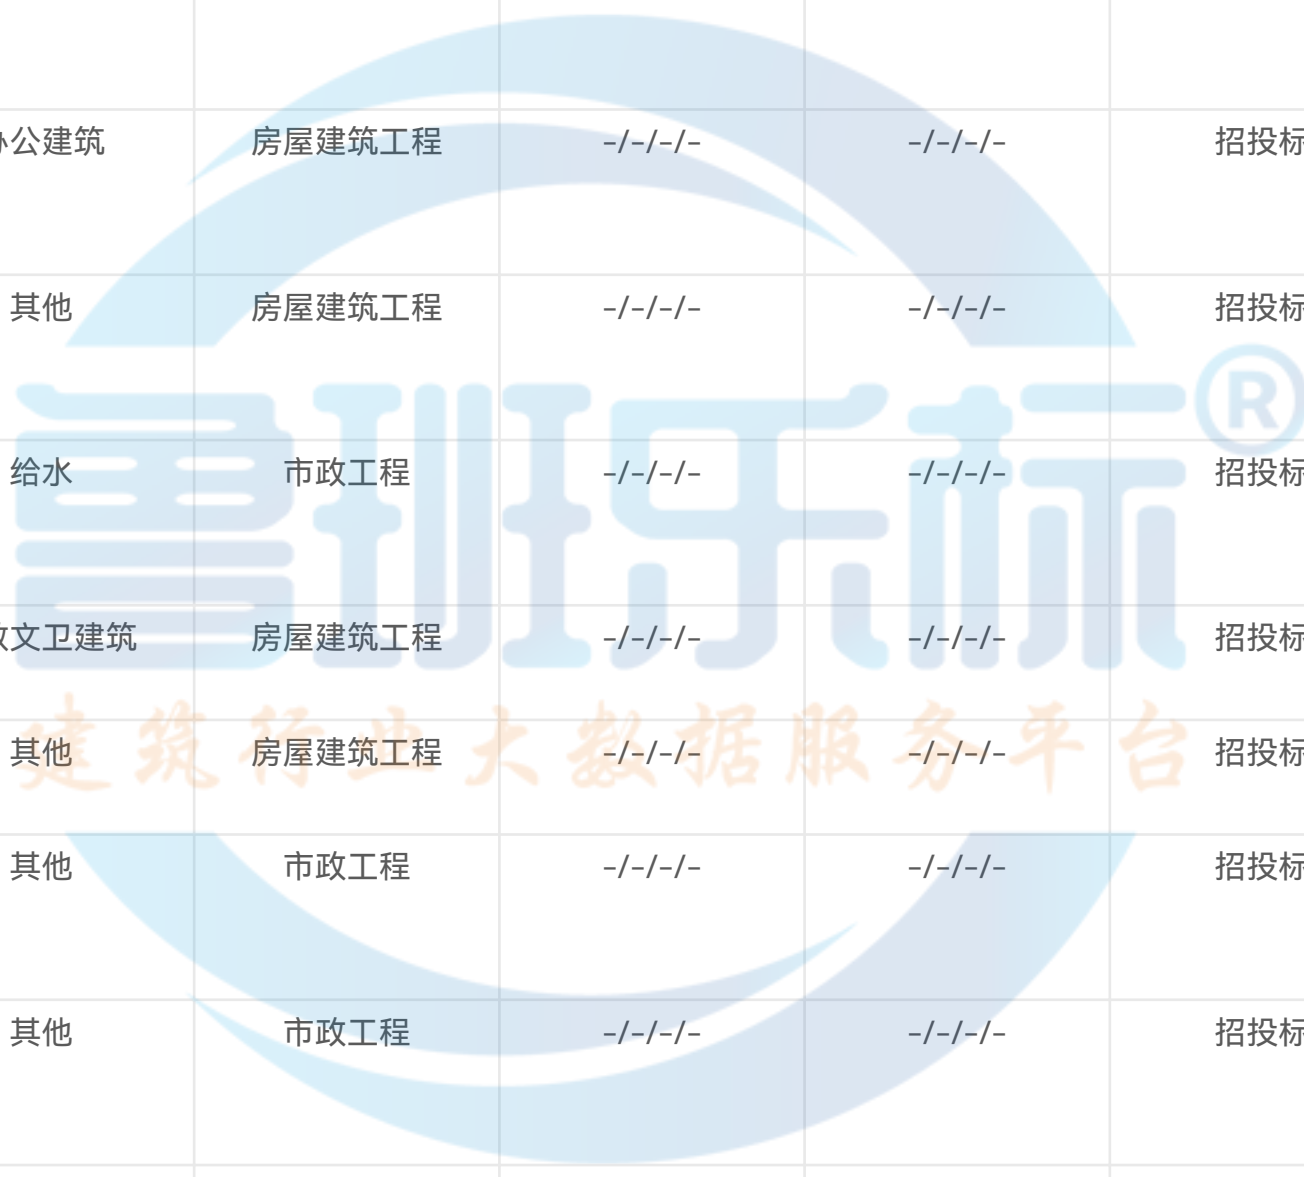 公建筑 房屋建筑工程 -/-/-/- -/-/-/- 招投标
其他 房屋建筑工程 -/-/-/- -/-/-/- 招投标
给水 市政工程 -/-/-/- -/-/-/- 招投标
文卫建筑 房屋建筑工程 -/-/-/- -/-/-/- 招投标
其他 房屋建筑工程 -/-/-/- -/-/-/- 招投标
其他 市政工程 -/-/-/- -/-/-/- 招投标
其他 市政工程 -/-/-/- -/-/-/- 招投标
鲁班乐标®
建筑行业大数据服务平台